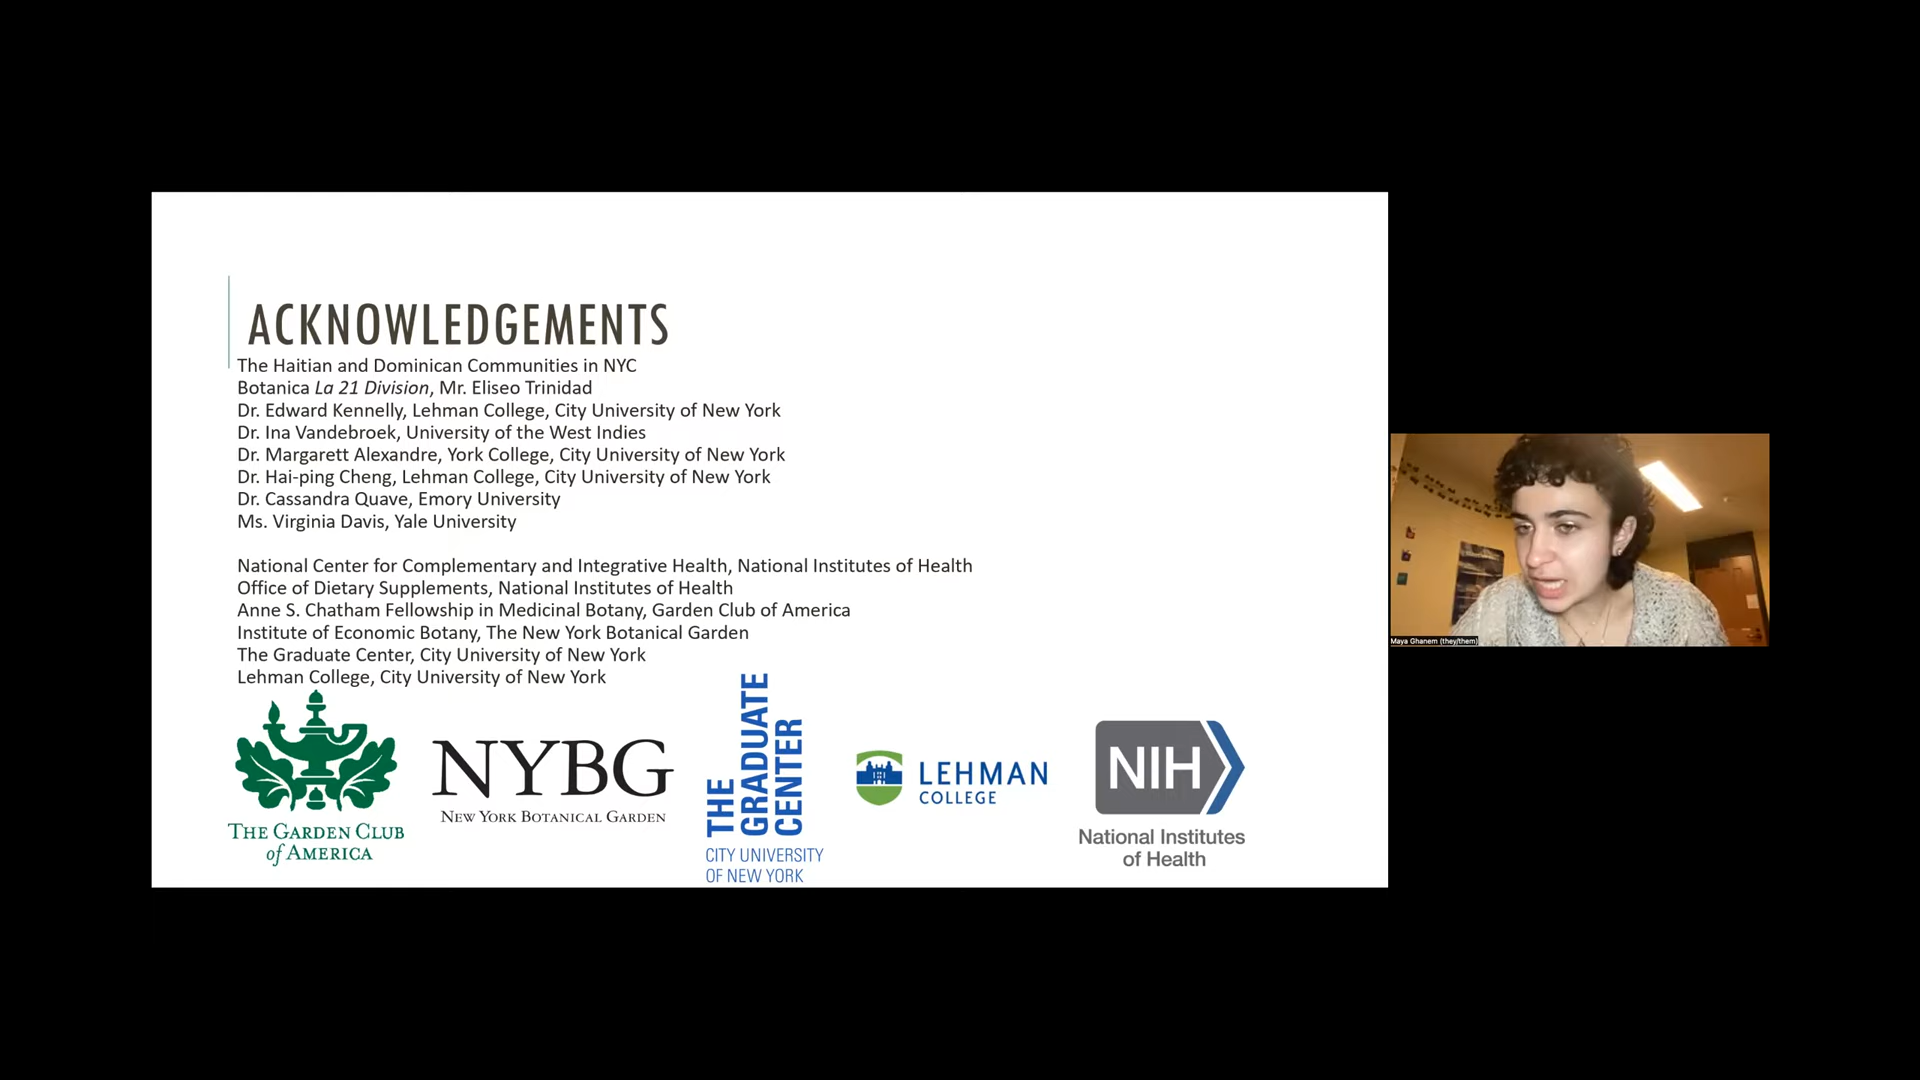 ACKNOWLEDGEMENTS
The Haitian and Dominican Communities in NYC
Botanica La 21 Division, Mr. Eliseo Trinidad
Dr. Edward Kennelly, Lehman College, City University of New York
Dr. Ina Vandebroek, University of the West Indies
Dr. Margarett Alexandre, York College, City University of New York
Dr. Hai-ping Cheng, Lehman College, City University of New York
Dr. Cassandra Quave, Emory University
Ms. Virginia Davis, Yale University
National Center for Complementary and Integrative Health, National Institutes of Health
Office of Dietary Supplements, National Institutes of Health
Anne S. Chatham Fellowship in Medicinal Botany, Garden Club of America
Institute of Economic Botany, The New York Botanical Garden
The Graduate Center, City University of New York
Lehman College, City University of New York
THE GARDEN CLUB
of AMERICA
NYBG
NEW YORK BOTANICAL GARDEN
THE
GRADUATE
CENTER
CITY UNIVERSITY
OF NEW YORK
LEHMAN
COLLEGE
NIH
National Institutes
of Health
Maya Ghanem (they/them)